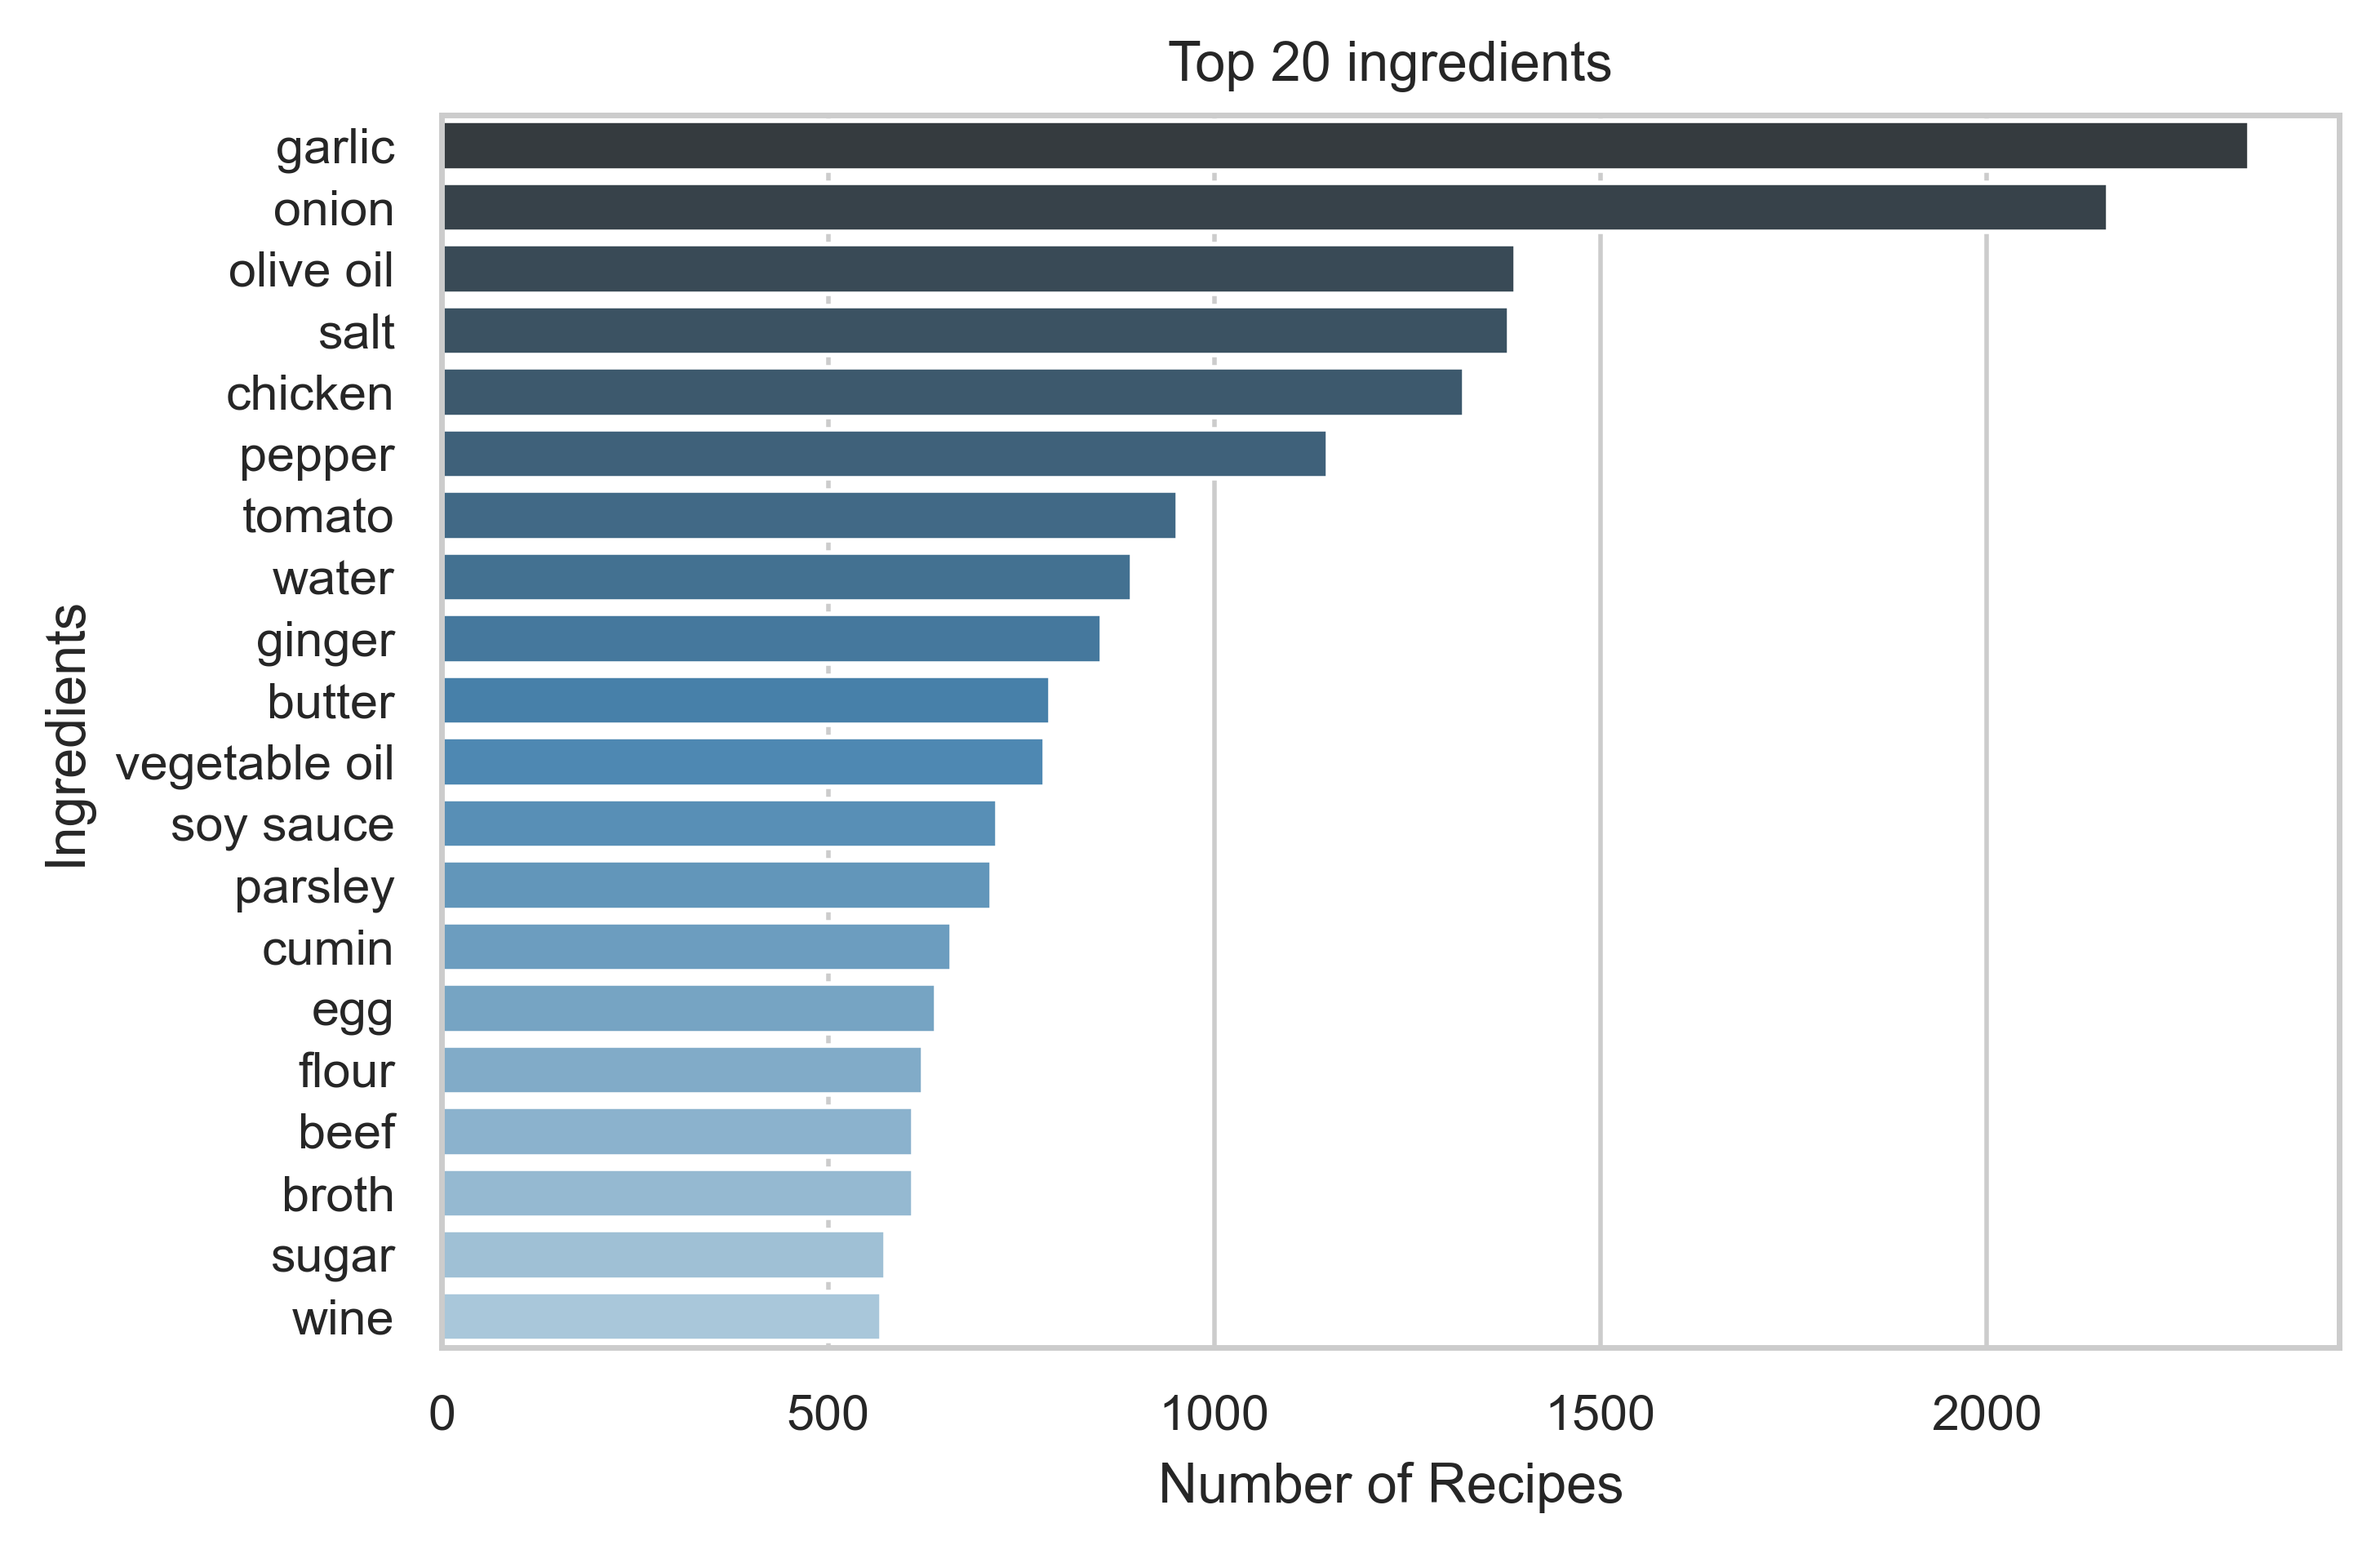 Top 20 ingredients
Ingredients
garlic
onion
olive oil
salt
chicken
pepper
tomato
water
ginger
butter
vegetable oil
soy sauce
parsley
cumin
egg
flour
beef
broth
sugar
wine
0 500 1000 1500 2000
Number of Recipes